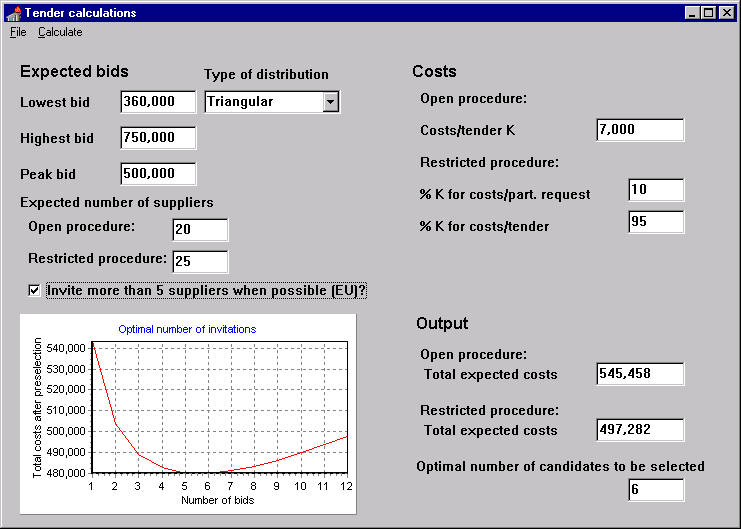 Tender calculations
File Calculate
Expected bids
Type of distribution
Lowest bid 360,000 Triangular
Highest bid 750,000
Peak bid 500,000
Expected number of suppliers
Open procedure: 20
Restricted procedure: 25
Invite more than 5 suppliers when possible (EU)?
Costs
Open procedure:
Costs/tender K 7,000
Restricted procedure:
% K for costs/part. request 10
% K for costs/tender 95
Optimal number of invitations
Total costs after preselection
540,000
530,000
520,000
510,000
500,000
490,000
480,000
1 2 3 4 5 6 7 8 9 10 11 12
Number of bids
Output
Open procedure:
Total expected costs 545,458
Restricted procedure:
Total expected costs 497,282
Optimal number of candidates to be selected
6